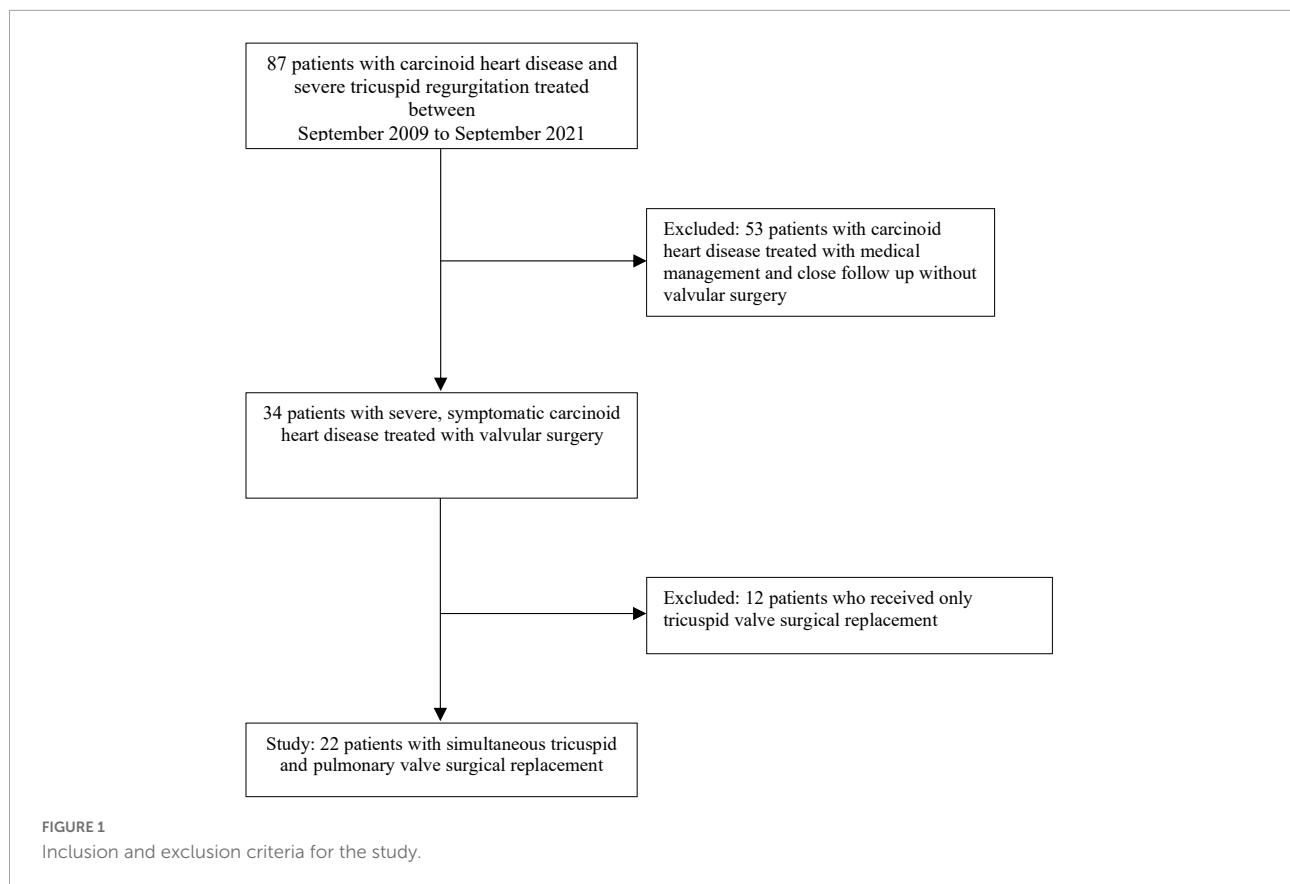 87 patients with carcinoid heart disease and
severe tricuspid regurgitation treated
between
September 2009 to September 2021
Excluded: 53 patients with carcinoid
heart disease treated with medical
management and close follow up without
valvular surgery
34 patients with severe, symptomatic carcinoid
heart disease treated with valvular surgery
Excluded: 12 patients who received only
tricuspid valve surgical replacement
Study: 22 patients with simultaneous tricuspid
and pulmonary valve surgical replacement
FIGURE 1
Inclusion and exclusion criteria for the study.